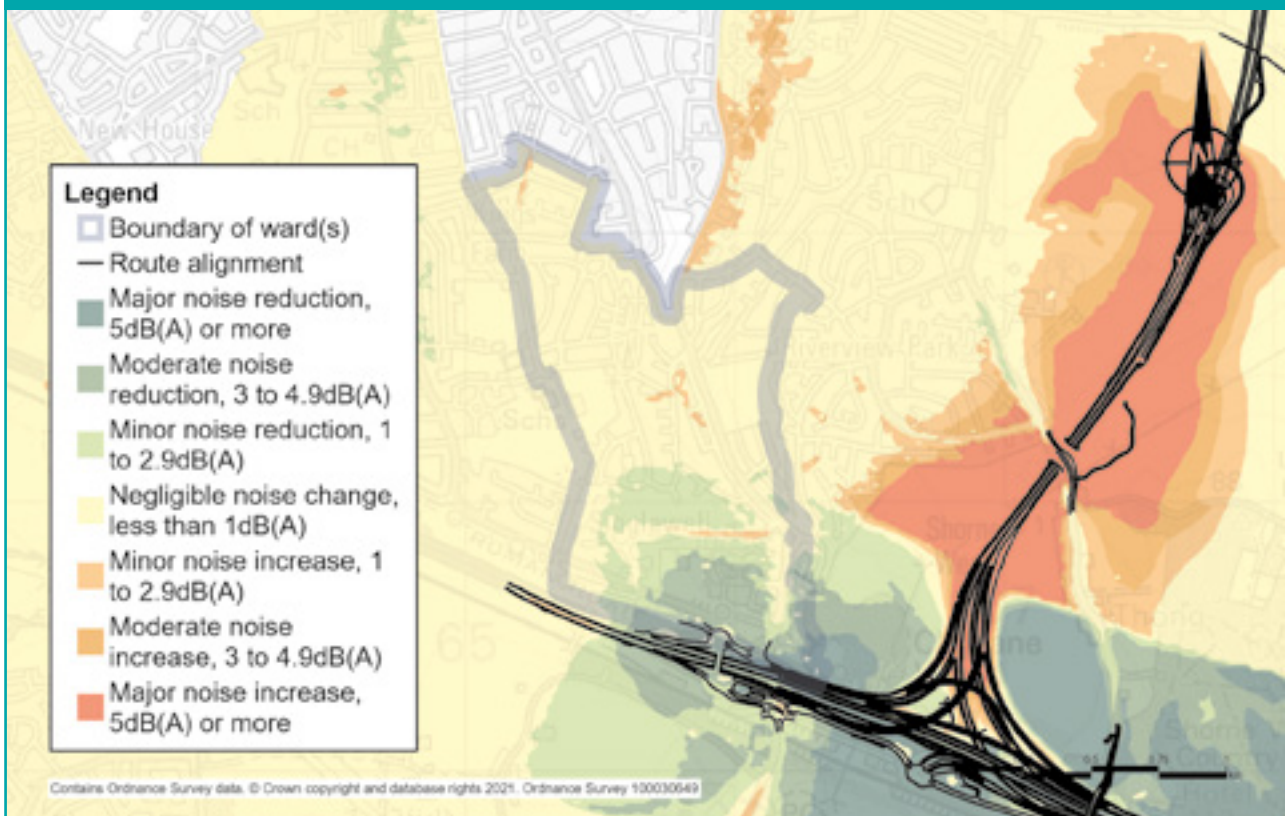 New House
Sch
CH
Legend
Boundary of ward(s)
Route alignment
Major noise reduction,
5dB(A) or more
Moderate noise
reduction, 3 to 4.9dB(A)
Minor noise reduction, 1
to 2.9dB(A)
Negligible noise change,
less than 1dB(A)
Minor noise increase, 1
to 2.9dB(A)
Moderate noise
increase, 3 to 4.9dB(A)
Major noise increase,
5dB(A) or more
Sch
Riverview Park
Schs
65
Contains Ordnance Survey data. © Crown copyright and database rights 2021. Ordnance Survey 100030649